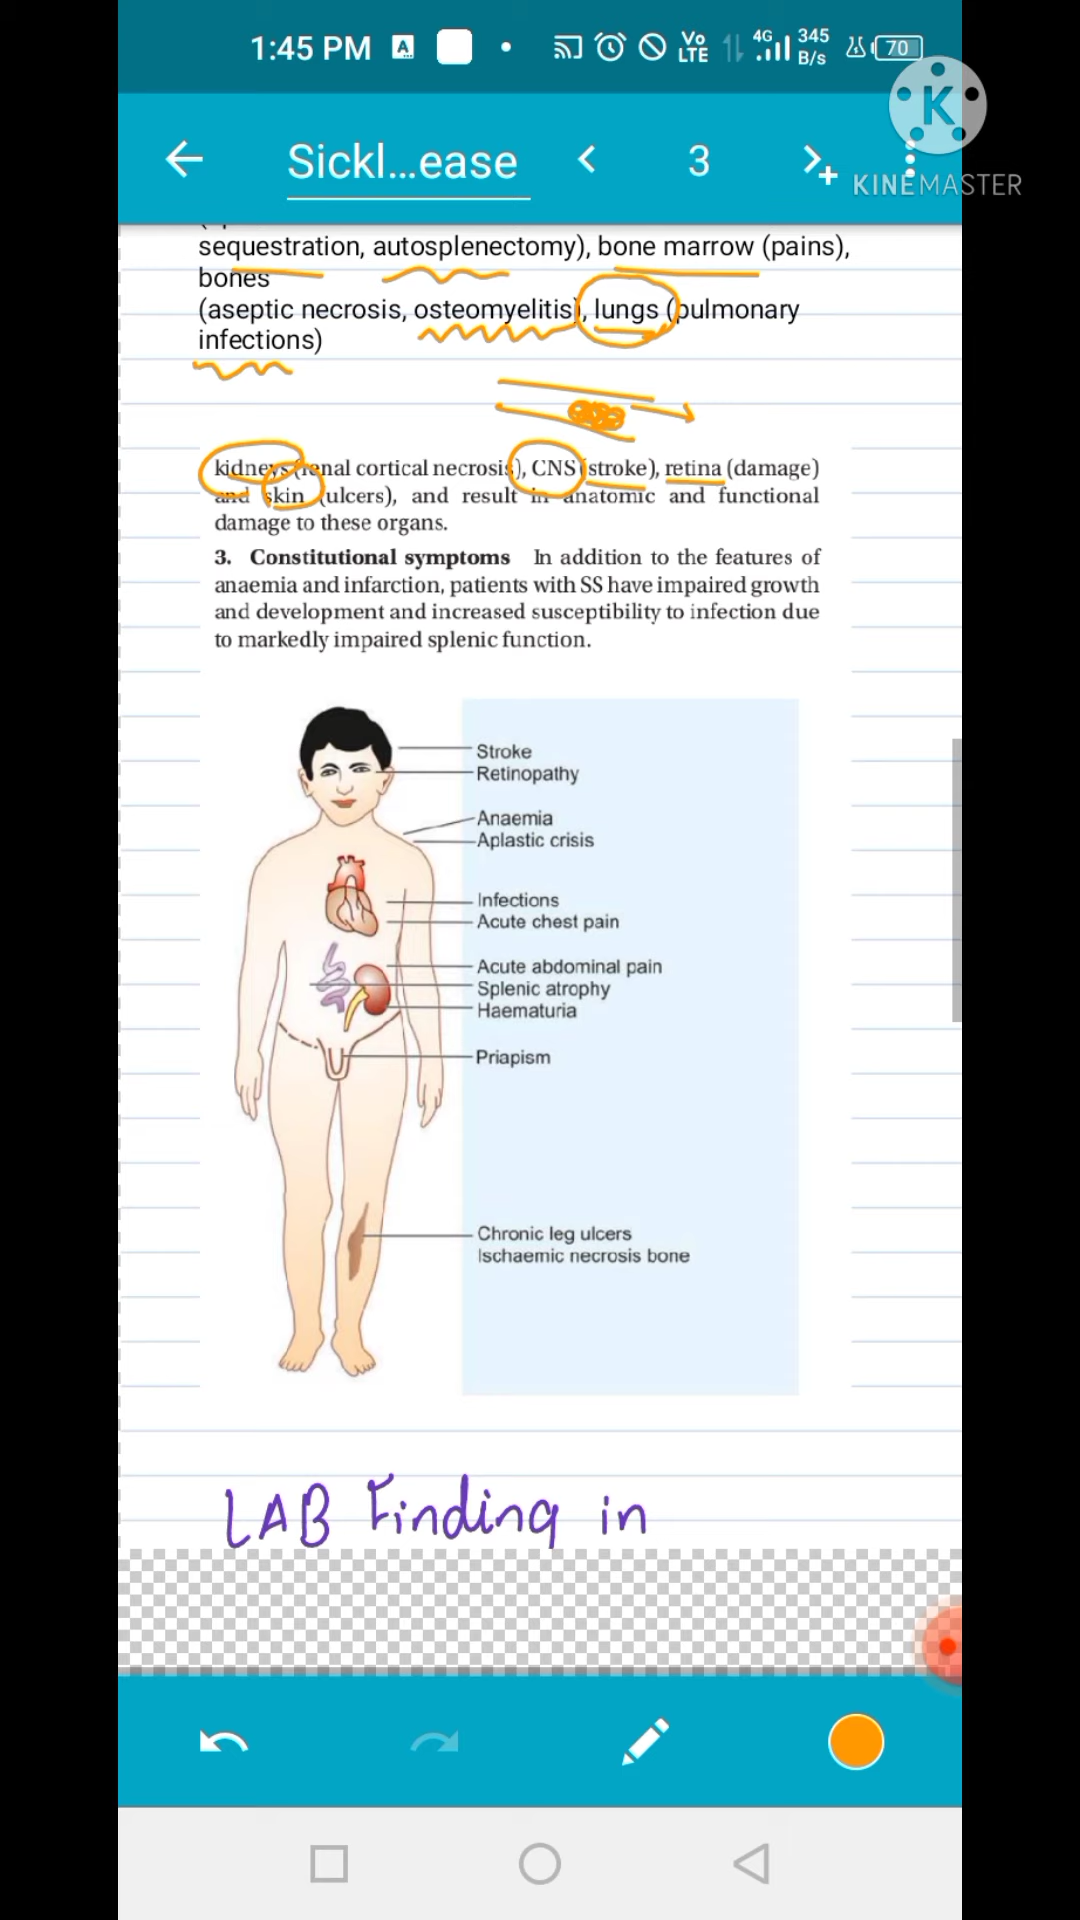 1:45 PM A Vo LTE 4G 345 B/s 70
K
KINEMASTER
Sickl...ease < 3 >+
sequestration, autosplenectomy), bone marrow (pains),
bones
(aseptic necrosis, osteomyelitis), lungs (pulmonary
infections)
kidneys (renal cortical necrosis), CNS (stroke), retina (damage)
and skin (ulcers), and result in anatomic and functional
damage to these organs.
3. Constitutional symptoms In addition to the features of
anaemia and infarction, patients with SS have impaired growth
and development and increased susceptibility to infection due
to markedly impaired splenic function.
Stroke
Retinopathy
Anaemia
Aplastic crisis
Infections
Acute chest pain
Acute abdominal pain
Splenic atrophy
Haematuria
Priapism
Chronic leg ulcers
Ischaemic necrosis bone
LAB Finding in